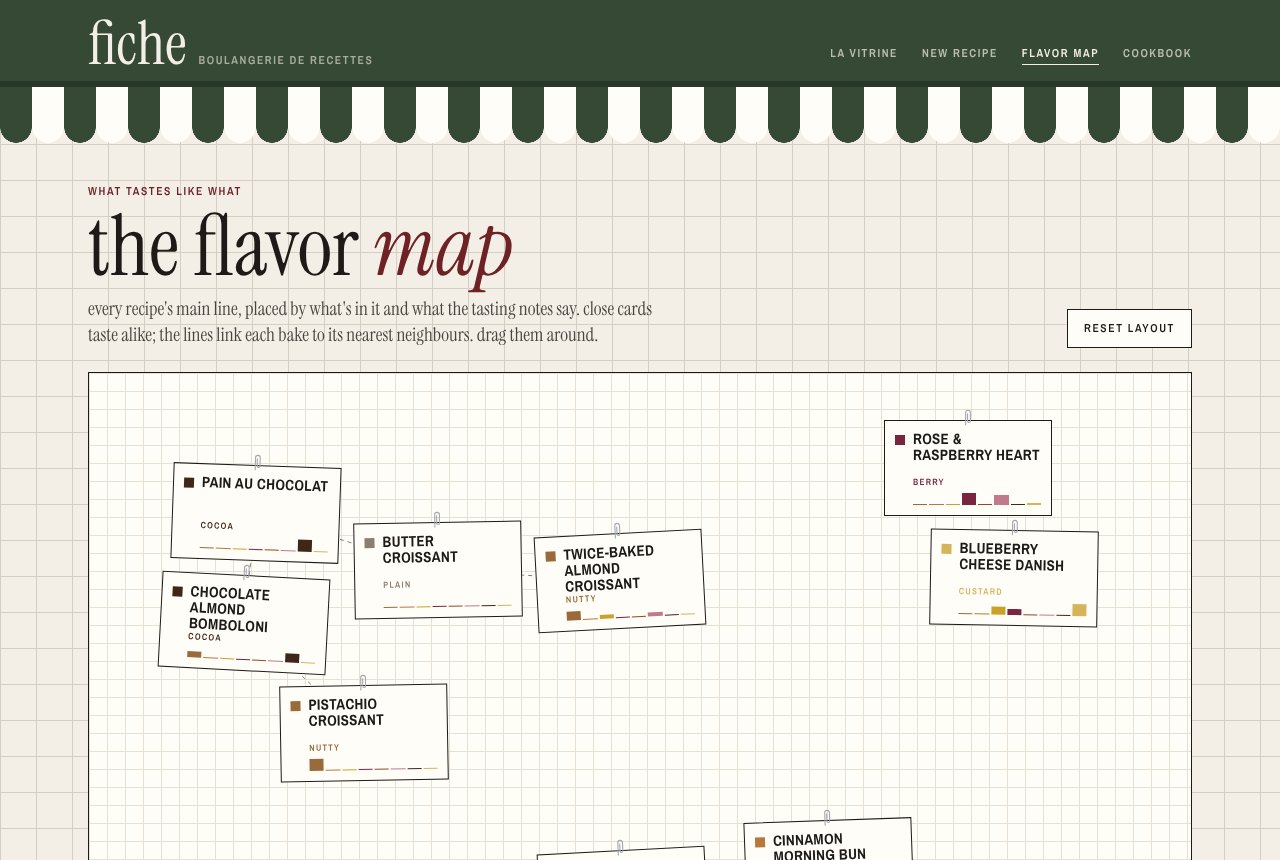 fiche BOULANGERIE DE RECETTES
LA VITRINE NEW RECIPE FLAVOR MAP COOKBOOK
WHAT TASTES LIKE WHAT
the flavor map
every recipe's main line, placed by what's in it and what the tasting notes say. close cards
taste alike; the lines link each bake to its nearest neighbours. drag them around.
RESET LAYOUT
ROSE &
RASPBERRY HEART
BERRY
PAIN AU CHOCOLAT
COCOA
BUTTER
CROISSANT
PLAIN
TWICE-BAKED
ALMOND
CROISSANT
NUTTY
BLUEBERRY
CHEESE DANISH
CUSTARD
CHOCOLATE
ALMOND
BOMBOLONI
COCOA
PISTACHIO
CROISSANT
NUTTY
CINNAMON
MORNING BUN